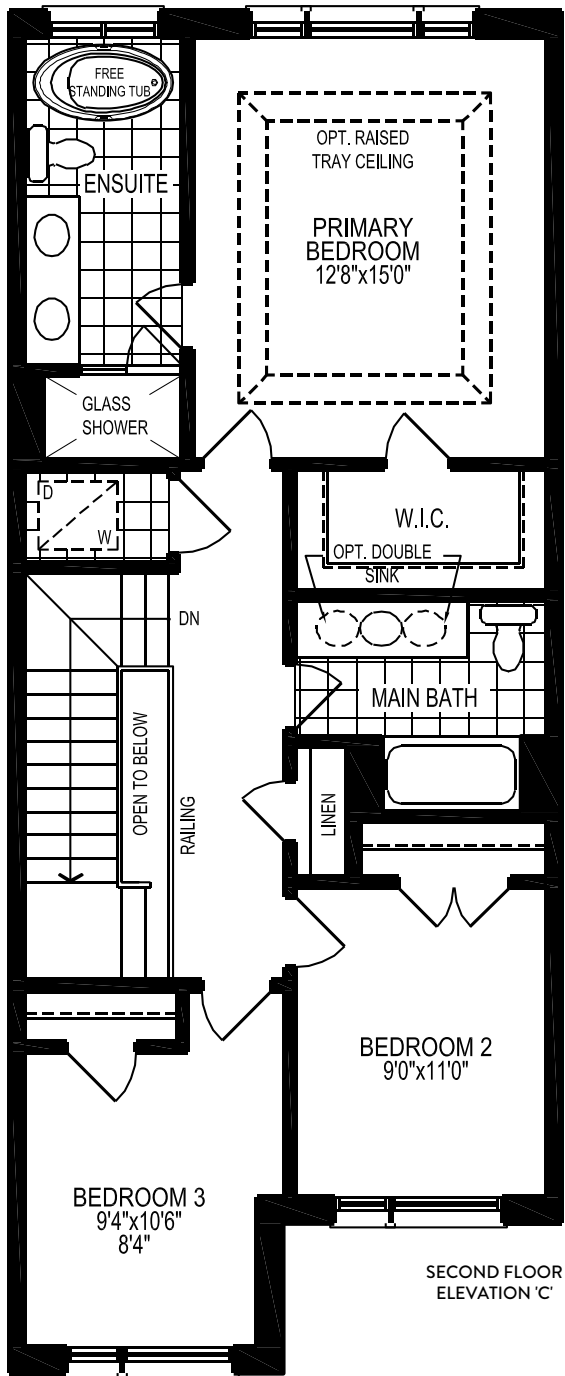 FREE
STANDING TUB
ENSUITE
OPT. RAISED
TRAY CEILING
PRIMARY
BEDROOM
12'8"x15'0"
GLASS
SHOWER
D
W
W.I.C.
OPT. DOUBLE
SINK
DN
MAIN BATH
OPEN TO BELOW
RAILING
LINEN
BEDROOM 2
9'0"x11'0"
BEDROOM 3
9'4"x10'6"
8'4"
SECOND FLOOR
ELEVATION 'C'